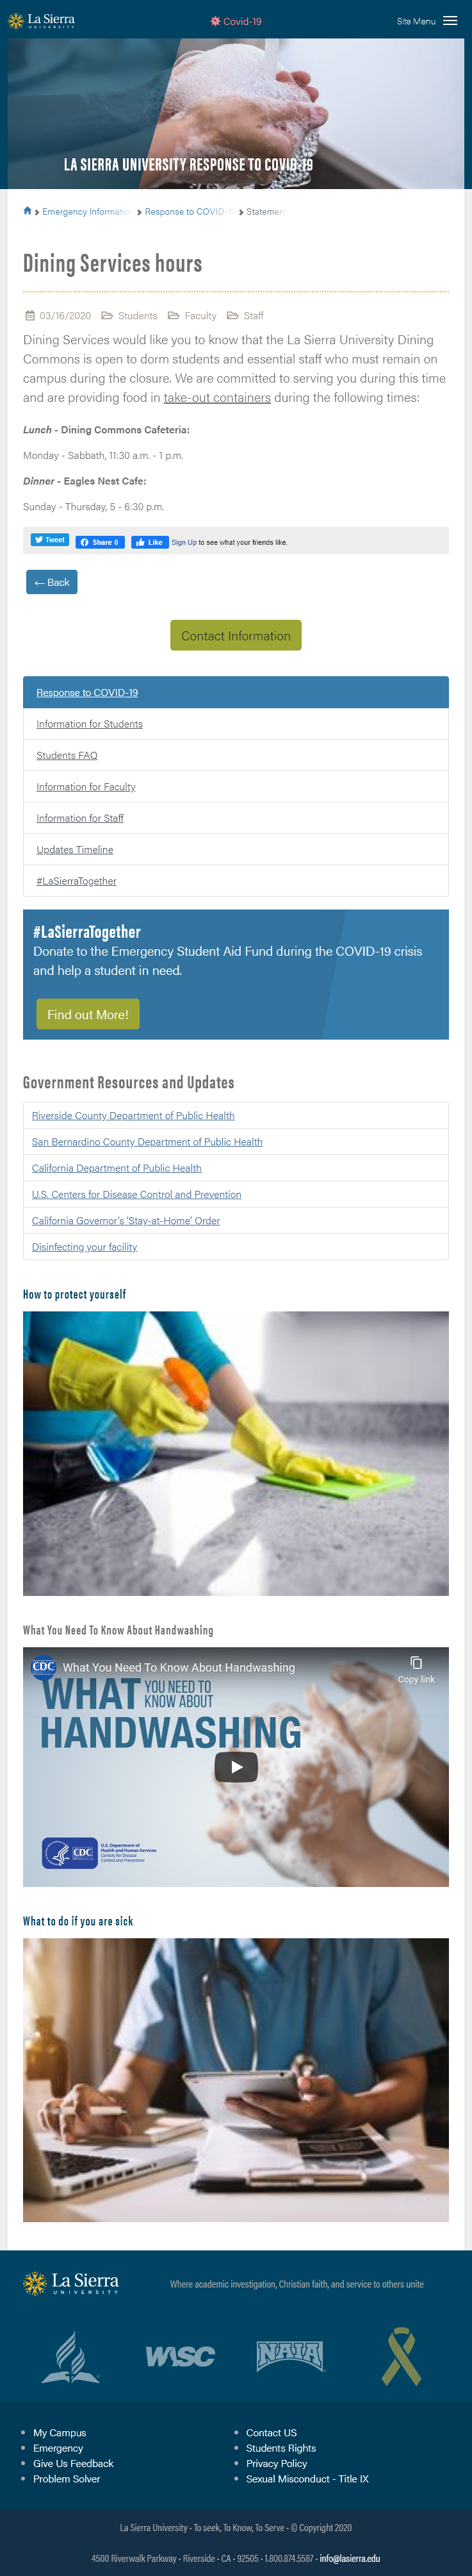 La Sierra
UNIVERSITY
Covid-19
Site Menu
LA SIERRA UNIVERSITY RESPONSE TO COVID-19
Emergency Information
Response to COVID-1
Statement
Dining Services hours
03/16/2020 Students Faculty Staff
Dining Services would like you to know that the La Sierra University Dining
Commons is open to dorm students and essential staff who must remain on
campus during the closure. We are committed to serving you during this time
and are providing food in take-out containers during the following times:
Lunch - Dining Commons Cafeteria:
Monday - Sabbath, 11:30 a.m. - 1 p.m.
Dinner - Eagles Nest Cafe:
Sunday - Thursday, 5 - 6:30 p.m.
Tweet Share 0 Like Sign Up to see what your friends like.
← Back
Contact Information
Response to COVID-19
Information for Students
Students FAQ
Information for Faculty
Information for Staff
Updates Timeline
#LaSierraTogether
#LaSierraTogether
Donate to the Emergency Student Aid Fund during the COVID-19 crisis
and help a student in need.
Find out More!
Government Resources and Updates
Riverside County Department of Public Health
San Bernardino County Department of Public Health
California Department of Public Health
U.S. Centers for Disease Control and Prevention
California Governor's 'Stay-at-Home' Order
Disinfecting your facility
How to protect yourself
What You Need To Know About Handwashing
CDC What You Need To Know About Handwashing
Copy link
WHAT YOU NEED TO KNOW ABOUT
HANDWASHING
CDC
U.S. Department of
Health and Human Services
Centers for Disease
Control and Prevention
What to do if you are sick
La Sierra
UNIVERSITY
Where academic investigation, Christian faith, and service to others unite
WISC
NAIA
My Campus
Emergency
Give Us Feedback
Problem Solver
Contact US
Students Rights
Privacy Policy
Sexual Misconduct - Title IX
La Sierra University • To seek, To Know, To Serve • © Copyright 2020
4500 Riverwalk Parkway • Riverside • CA • 92505 • 1.800.874.5587 • info@lasierra.edu